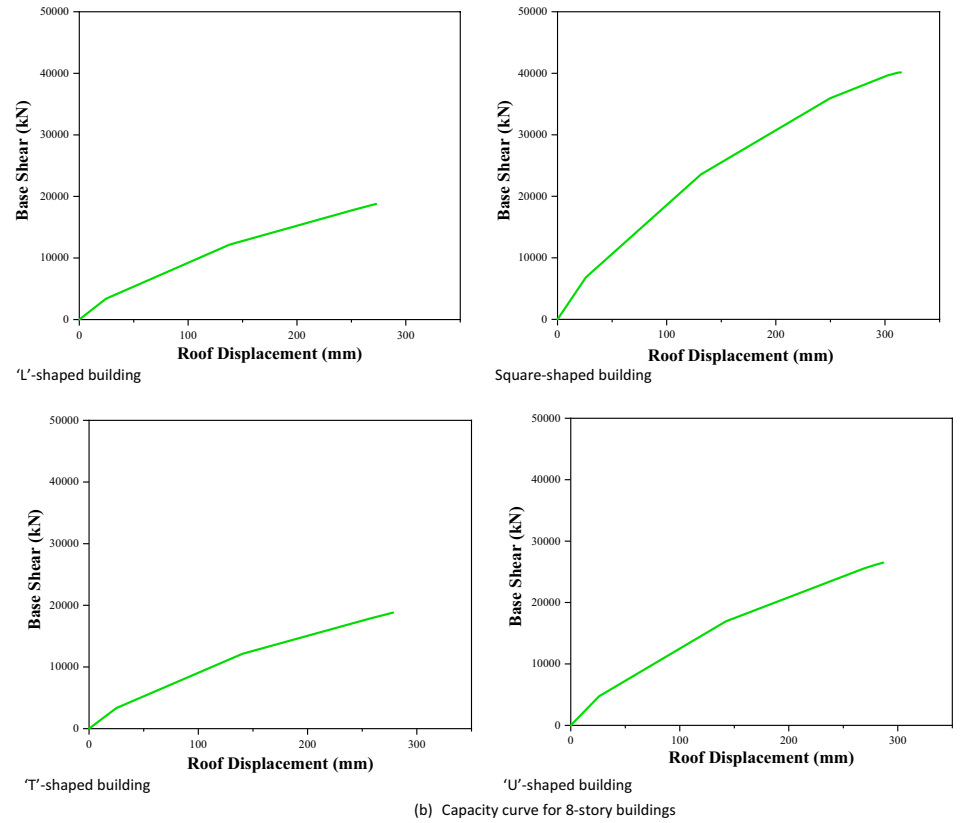 50000
40000
30000
20000
10000
0
Base Shear (kN)
0 100 200 300
Roof Displacement (mm)
‘L’-shaped building
50000
40000
30000
20000
10000
0
Base Shear (kN)
0 100 200 300
Roof Displacement (mm)
Square-shaped building
50000
40000
30000
20000
10000
0
Base Shear (kN)
0 100 200 300
Roof Displacement (mm)
‘T’-shaped building
50000
40000
30000
20000
10000
0
Base Shear (kN)
0 100 200 300
Roof Displacement (mm)
‘U’-shaped building
(b) Capacity curve for 8-story buildings